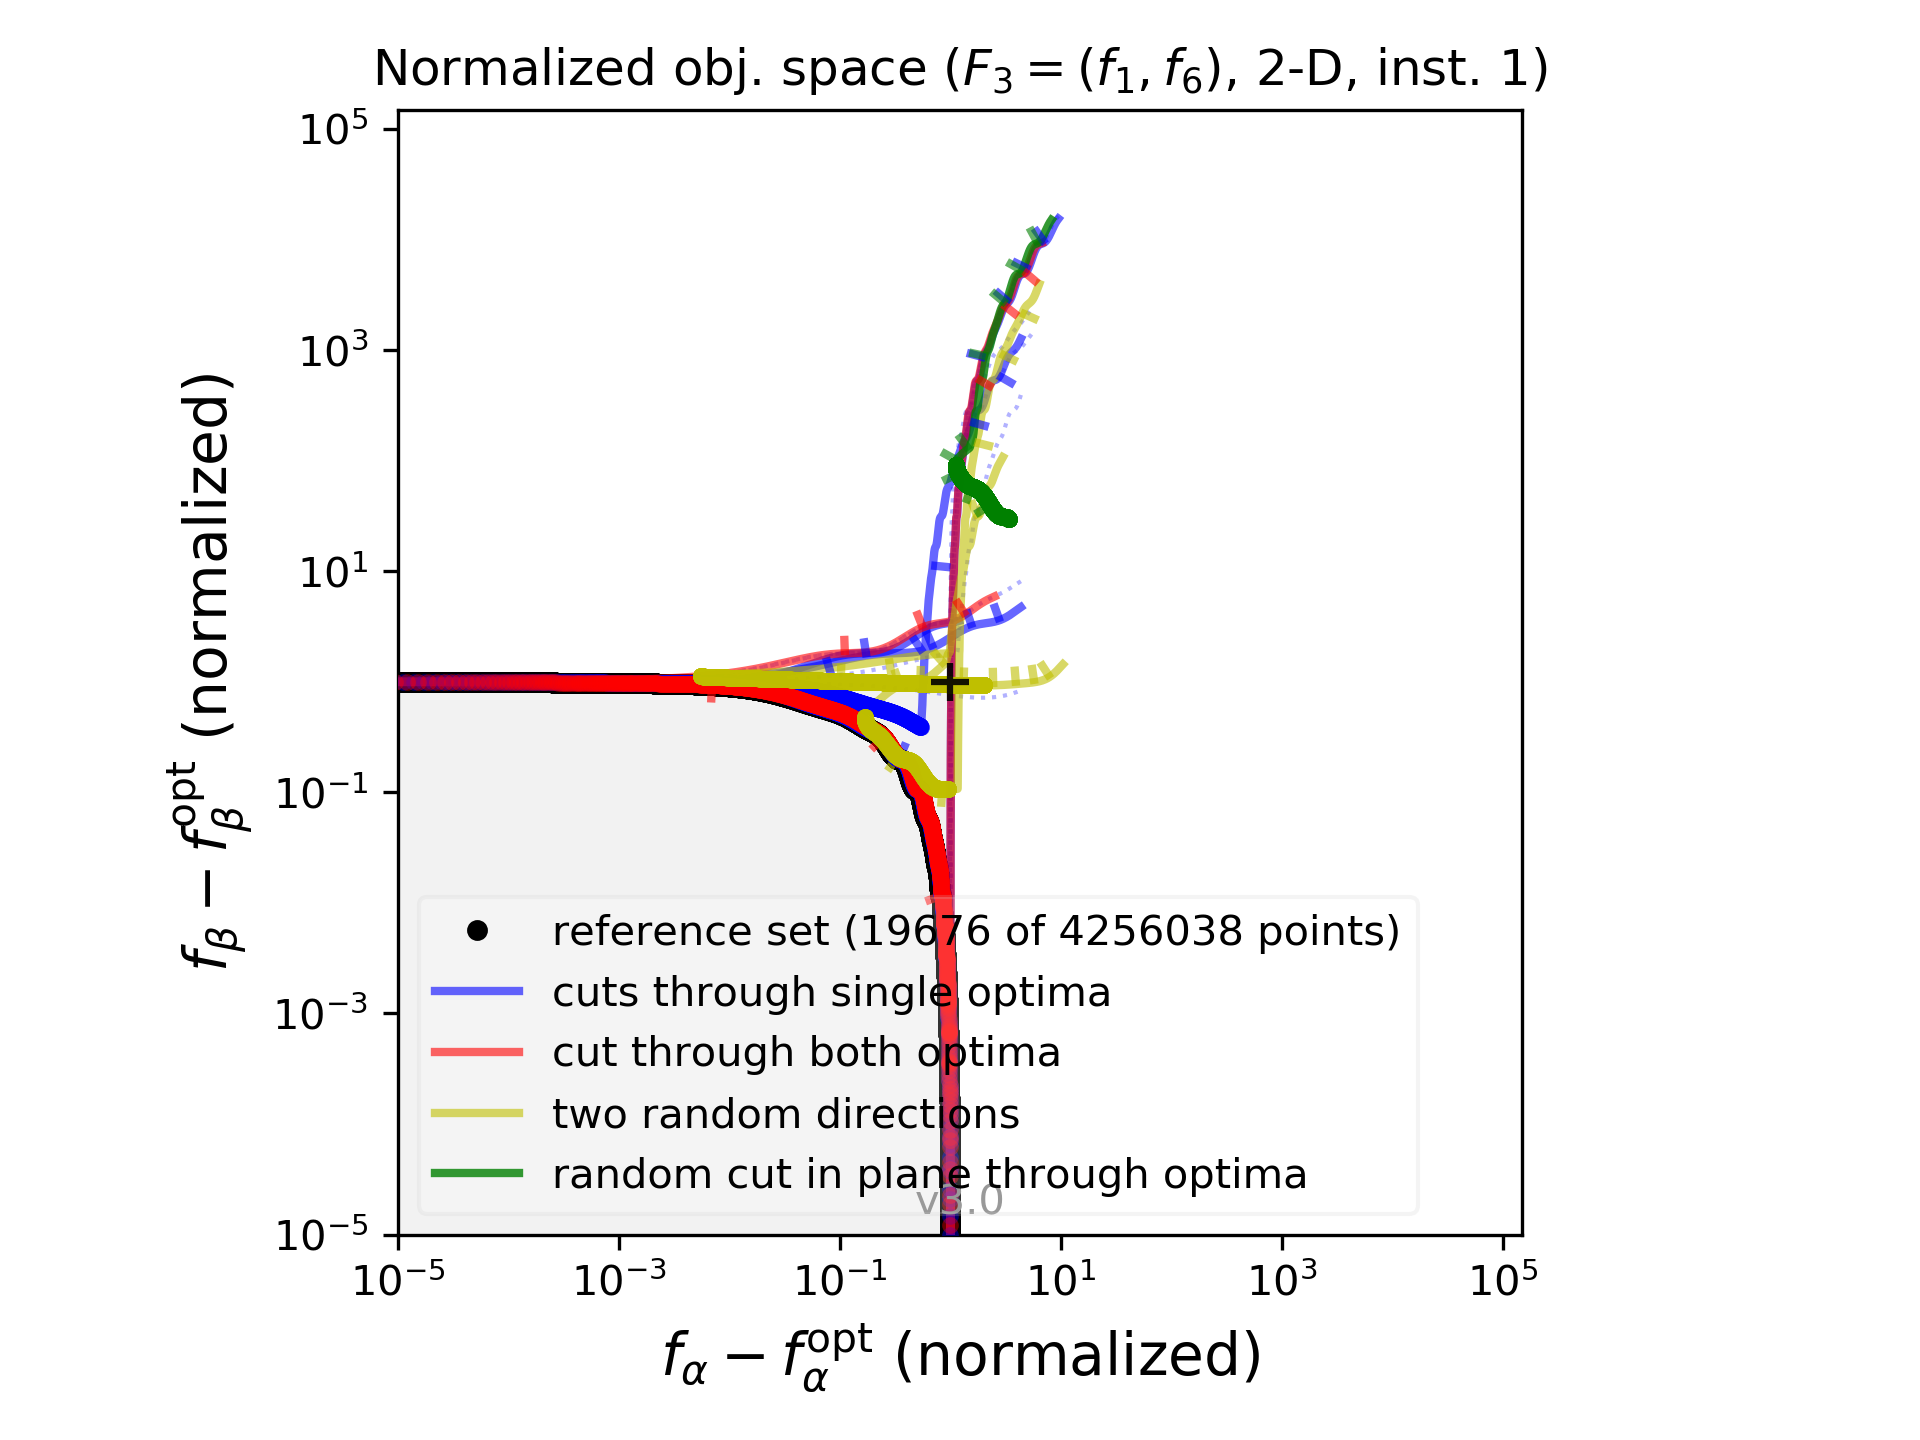 Normalized obj. space (F₃ = (f₁, f₆), 2-D, inst. 1)
10⁵
10³
10¹
10⁻¹
10⁻³
10⁻⁵
f_β − f_β^opt (normalized)
reference set (19676 of 4256038 points)
cuts through single optima
cut through both optima
two random directions
random cut in plane through optima
v3.0
10⁻⁵ 10⁻³ 10⁻¹ 10¹ 10³ 10⁵
f_α − f_α^opt (normalized)